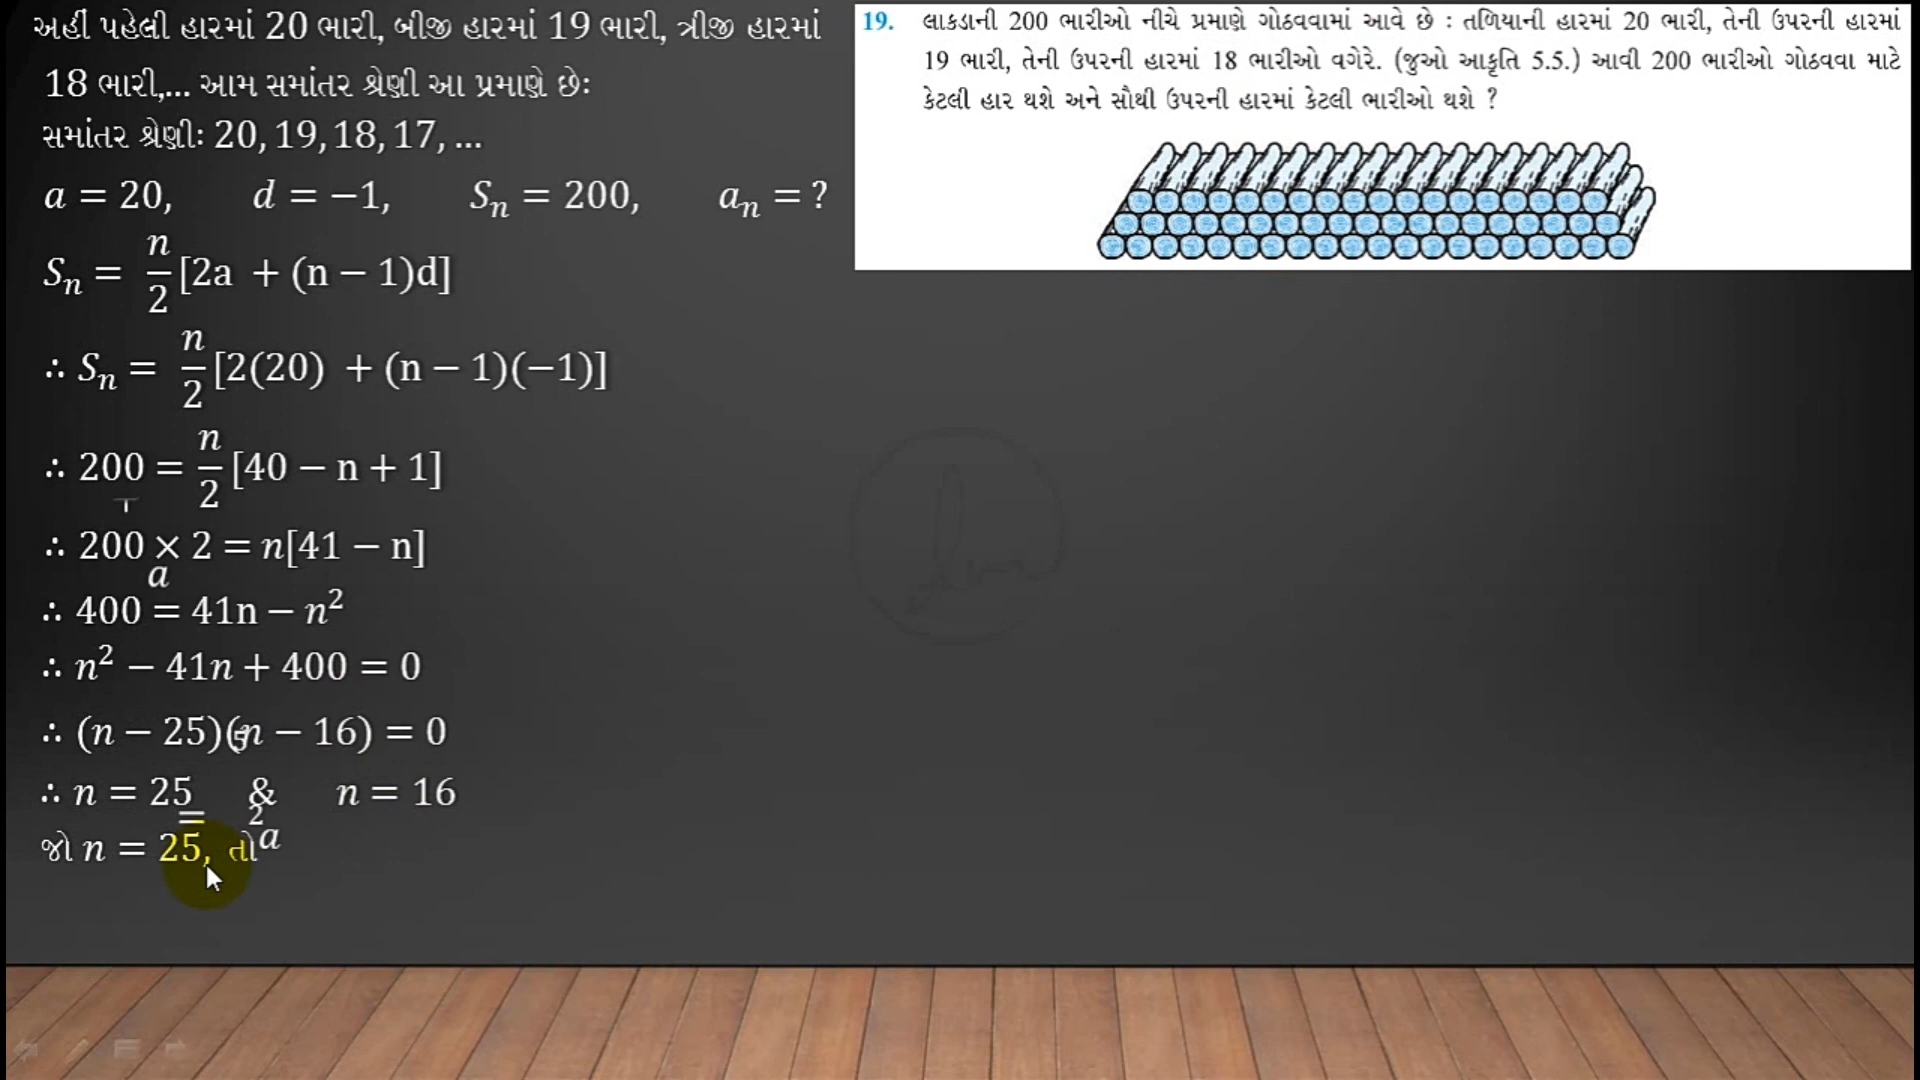 અહીં પહેલી હારમાં 20 ભારી, બીજી હારમાં 19 ભારી, ત્રીજી હારમાં
18 ભારી,... આમ સમાંતર શ્રેણી આ પ્રમાણે છેઃ
સમાંતર શ્રેણીઃ 20, 19, 18, 17, ...
a = 20, d = −1, Sₙ = 200, aₙ = ?
Sₙ = n/2 [2a + (n − 1)d]
∴ Sₙ = n/2 [2(20) + (n − 1)(−1)]
∴ 200 = n/2 [40 − n + 1]
∴ 200 × 2 = n[41 − n]
∴ 400 = 41n − n²
∴ n² − 41n + 400 = 0
∴ (n − 25)(n − 16) = 0
∴ n = 25 & n = 16
જો n = 25, તો
19. લાકડાની 200 ભારીઓ નીચે પ્રમાણે ગોઠવવામાં આવે છે : તળિયાની હારમાં 20 ભારી, તેની ઉપરની હારમાં
19 ભારી, તેની ઉપરની હારમાં 18 ભારીઓ વગેરે. (જુઓ આકૃતિ 5.5.) આવી 200 ભારીઓ ગોઠવવા માટે
કેટલી હાર થશે અને સૌથી ઉપરની હારમાં કેટલી ભારીઓ થશે ?